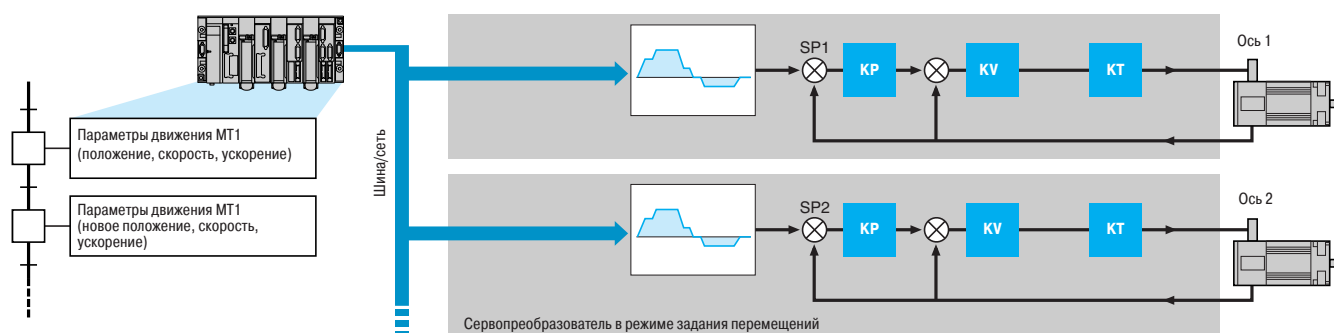 Параметры движения MT1
(положение, скорость, ускорение)
Параметры движения MT1
(новое положение, скорость,
ускорение)
Шина/сеть
SP1
KP
KV
KT
Ось 1
SP2
KP
KV
KT
Ось 2
Сервопреобразователь в режиме задания перемещений